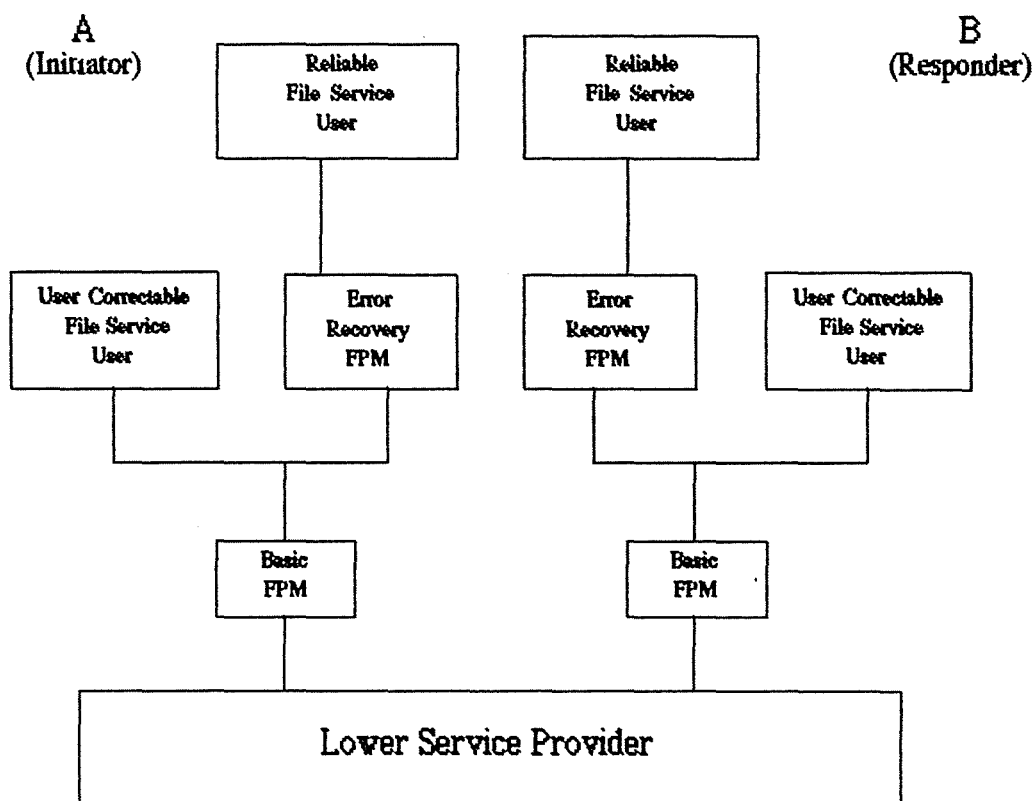 A
(Initiator)
Reliable
File Service
User
Reliable
File Service
User
B
(Responder)
User Correctable
File Service
User
Error
Recovery
FPM
Error
Recovery
FPM
User Correctable
File Service
User
Basic
FPM
Basic
FPM
Lower Service Provider